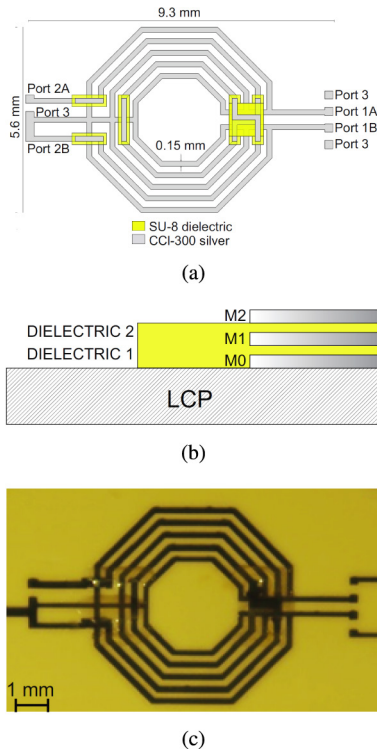 9.3 mm
5.6 mm
Port 2A
Port 3
Port 2B
0.15 mm
Port 3
Port 1A
Port 1B
Port 3
SU-8 dielectric
CCI-300 silver
(a)
M2
DIELECTRIC 2
M1
DIELECTRIC 1
M0
LCP
(b)
1 mm
(c)